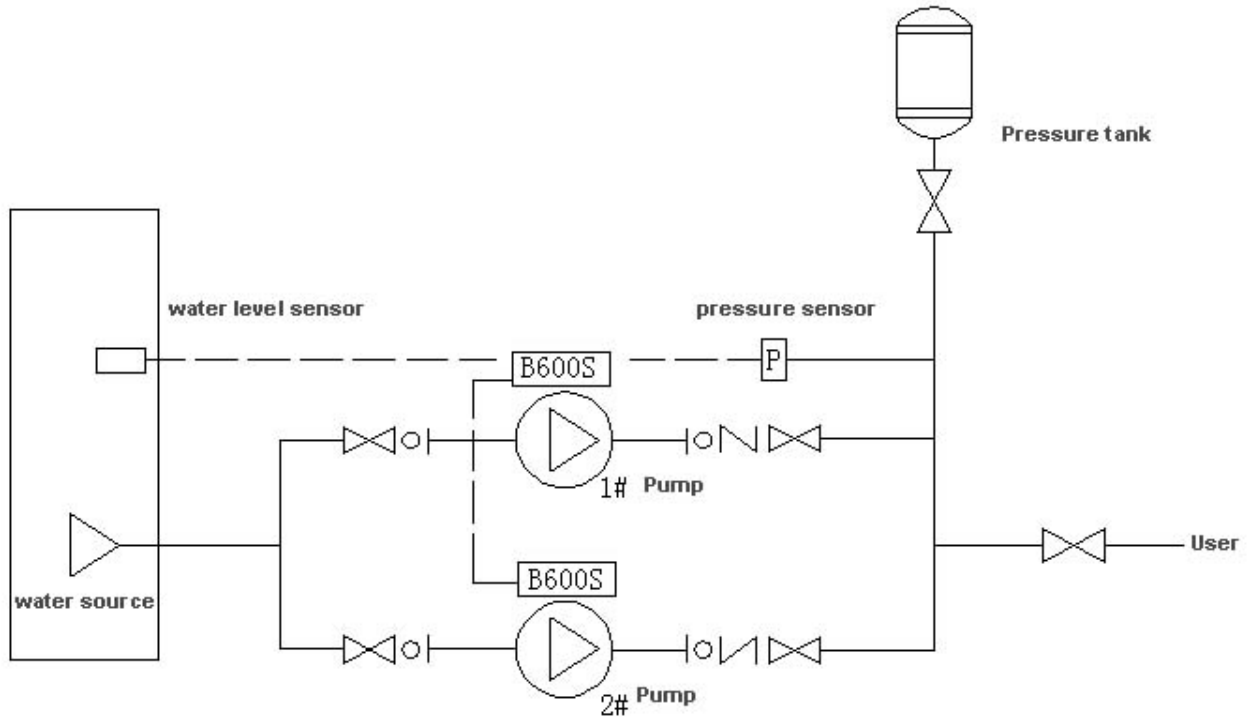 Pressure tank
water level sensor
pressure sensor
B600S
P
1# Pump
User
B600S
water source
2# Pump